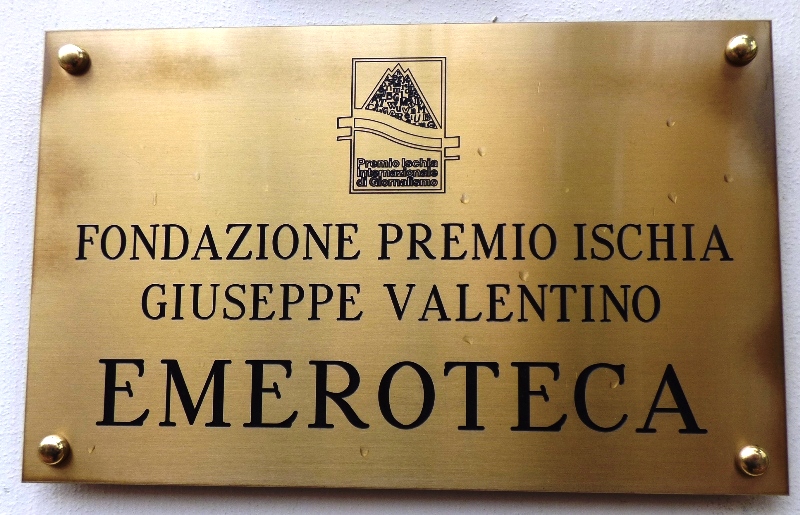 Premio Ischia
Internazionale
di Giornalismo
FONDAZIONE PREMIO ISCHIA
GIUSEPPE VALENTINO
EMEROTECA